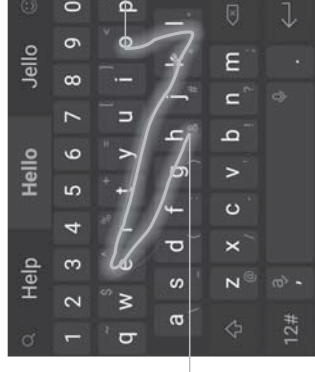 Help Hello Jello
1 2 3 4 5 6 7 8 9 0
q w e r t y u i o p
a s d f g h j k l
z x c v b n m
12# , .